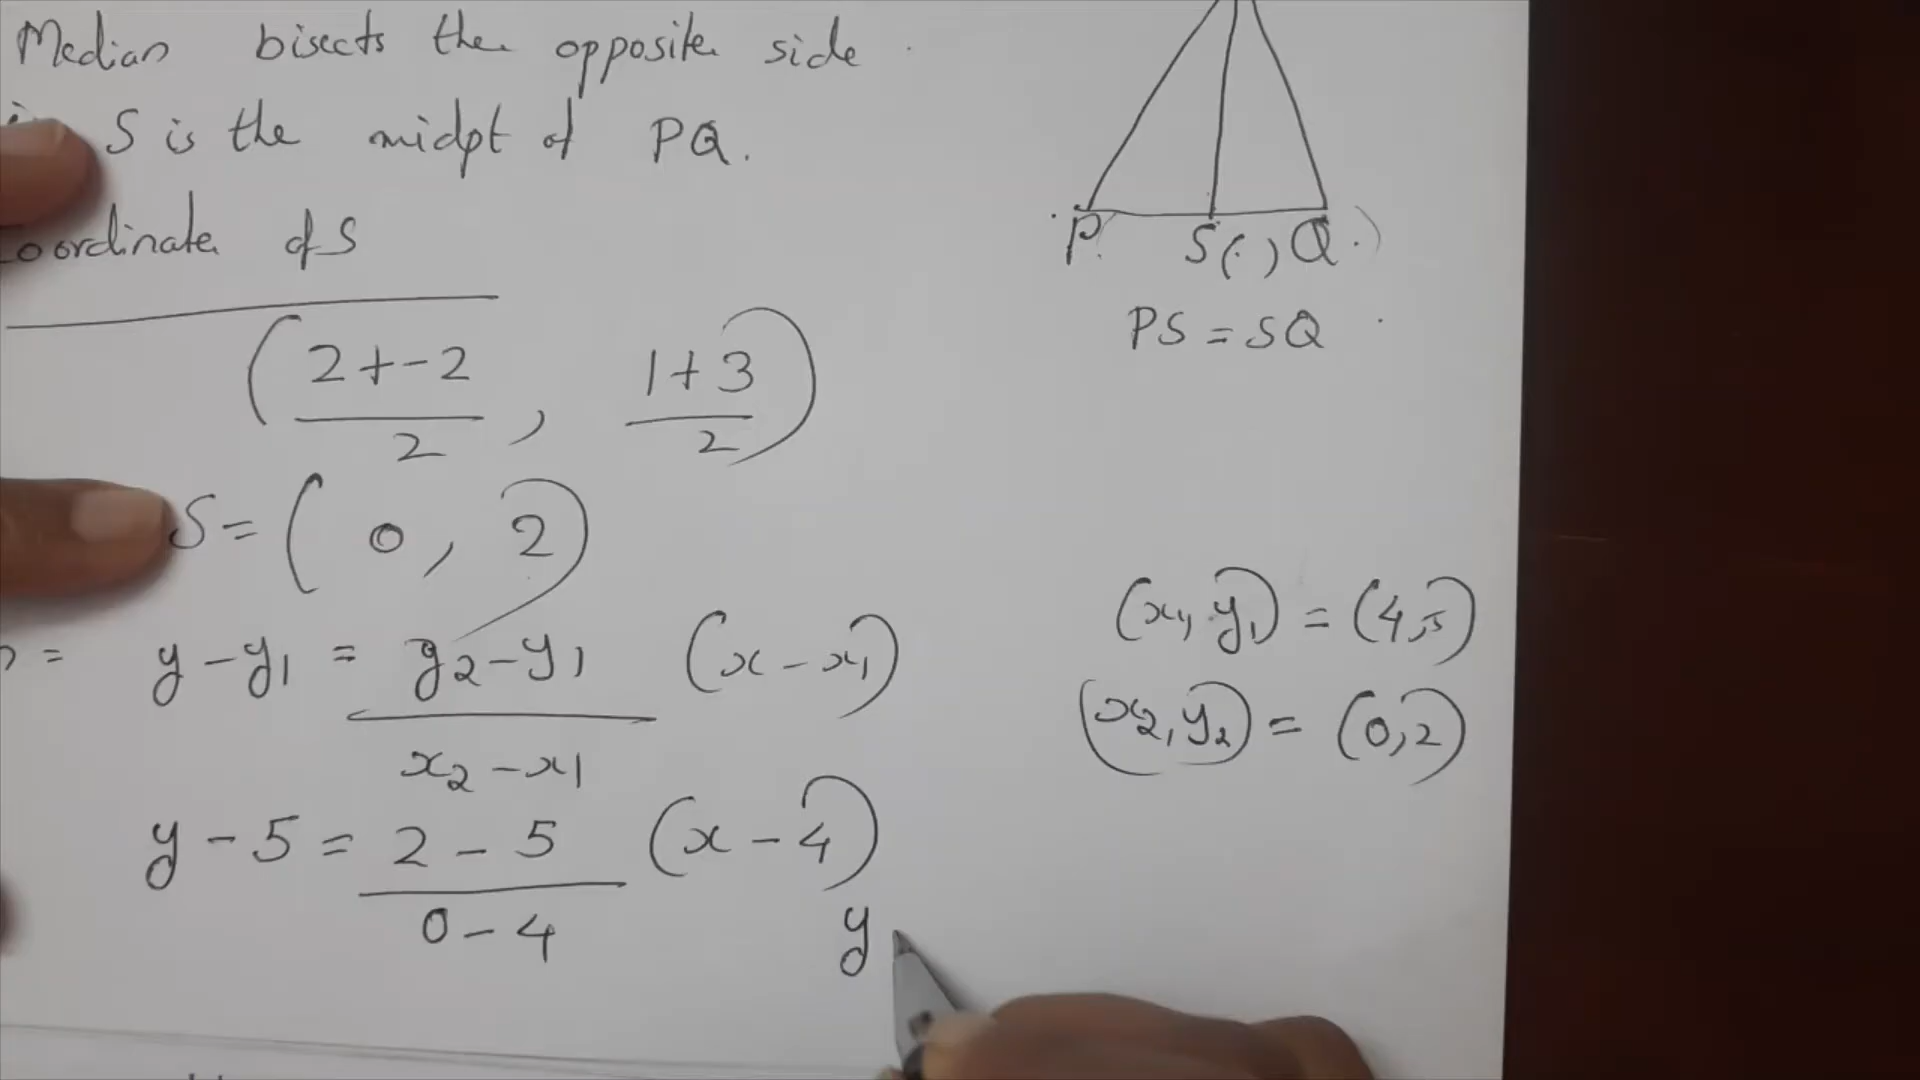 Median bisects the opposite side
S is the midpt of PQ.
oordinate of S
P S( ) Q
PS = SQ
(2+-2/2, 1+3/2)
S = (0, 2)
(x1, y1) = (4,5)
= y-y1 = y2-y1/x2-x1 (x-x1)
(x2, y2) = (0,2)
y-5 = 2-5/0-4 (x-4)
y